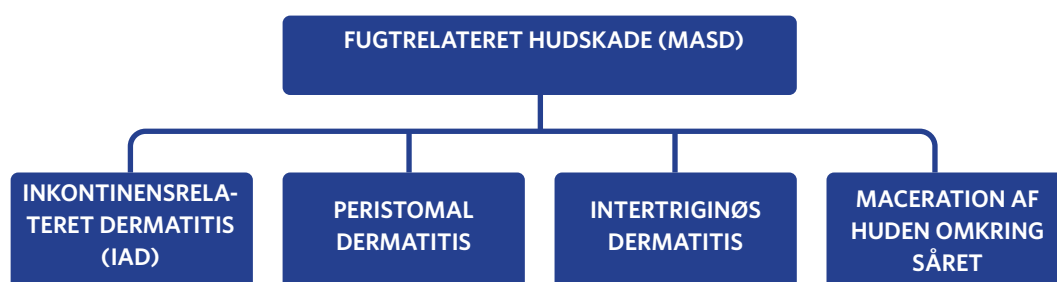 FUGTRELATERET HUDSKADE (MASD)
INKONTINENSRELA-
TERET DERMATITIS
(IAD)
PERISTOMAL
DERMATITIS
INTERTRIGINØS
DERMATITIS
MACERATION AF
HUDEN OMKRING
SÅRET